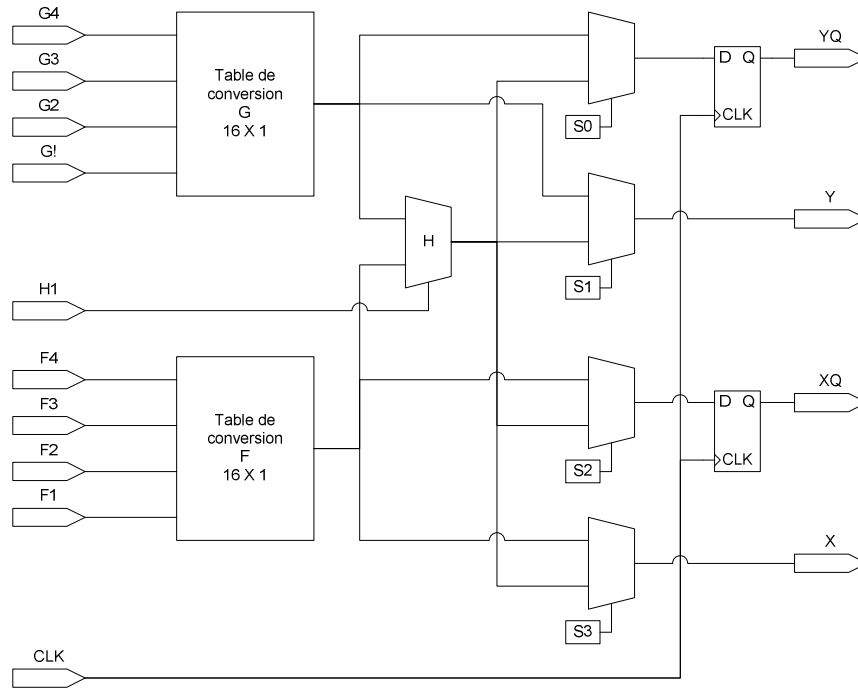 G4
G3
G2
G!
Table de
conversion
G
16 X 1
S0
D Q
CLK
YQ
H
S1
Y
H1
F4
F3
F2
F1
Table de
conversion
F
16 X 1
S2
D Q
CLK
XQ
S3
X
CLK